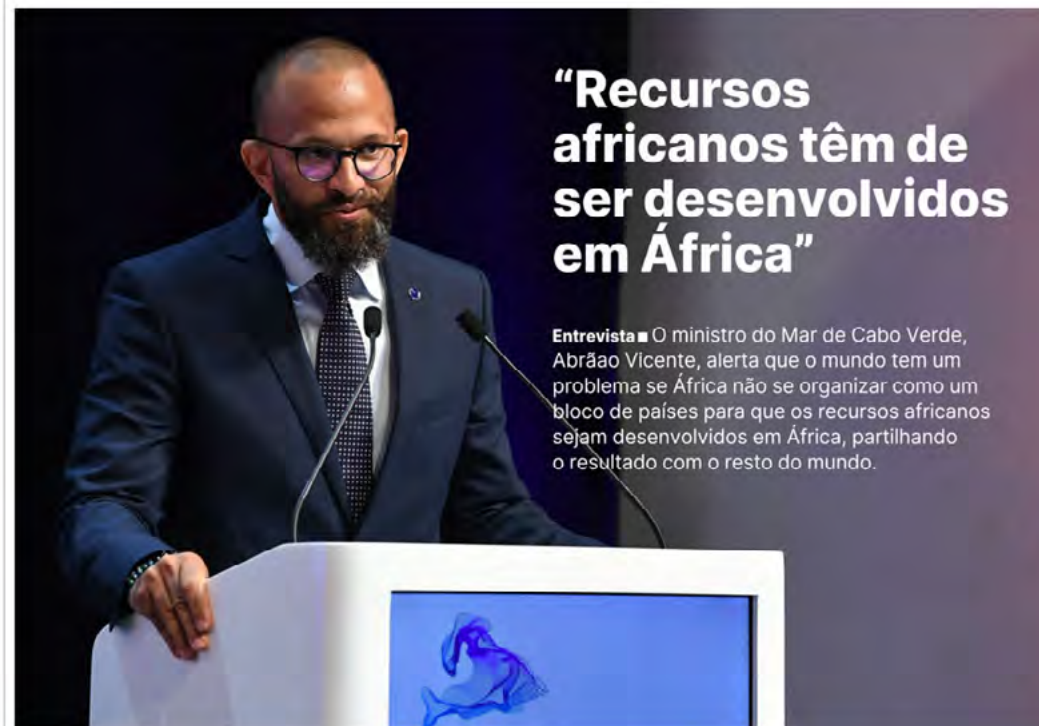 “Recursos
africanos têm de
ser desenvolvidos
em África”
Entrevista ■ O ministro do Mar de Cabo Verde,
Abrãao Vicente, alerta que o mundo tem um
problema se África não se organizar como um
bloco de países para que os recursos africanos
sejam desenvolvidos em África, partilhando
o resultado com o resto do mundo.